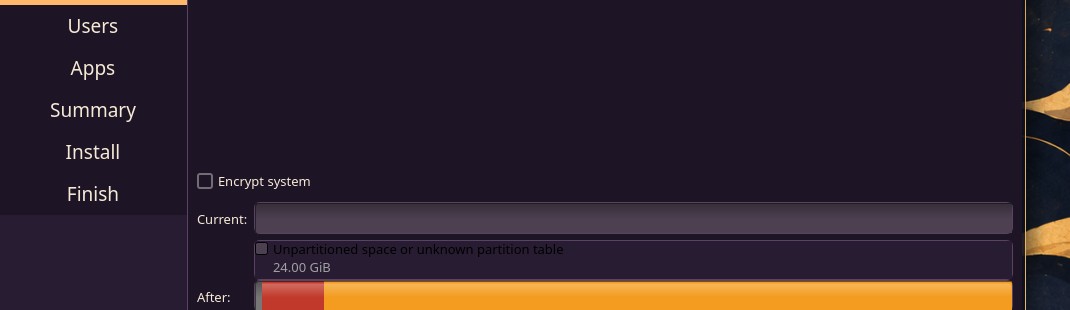 Users
Apps
Summary
Install
Finish
Encrypt system
Current:
Unpartitioned space or unknown partition table
24.00 GiB
After: